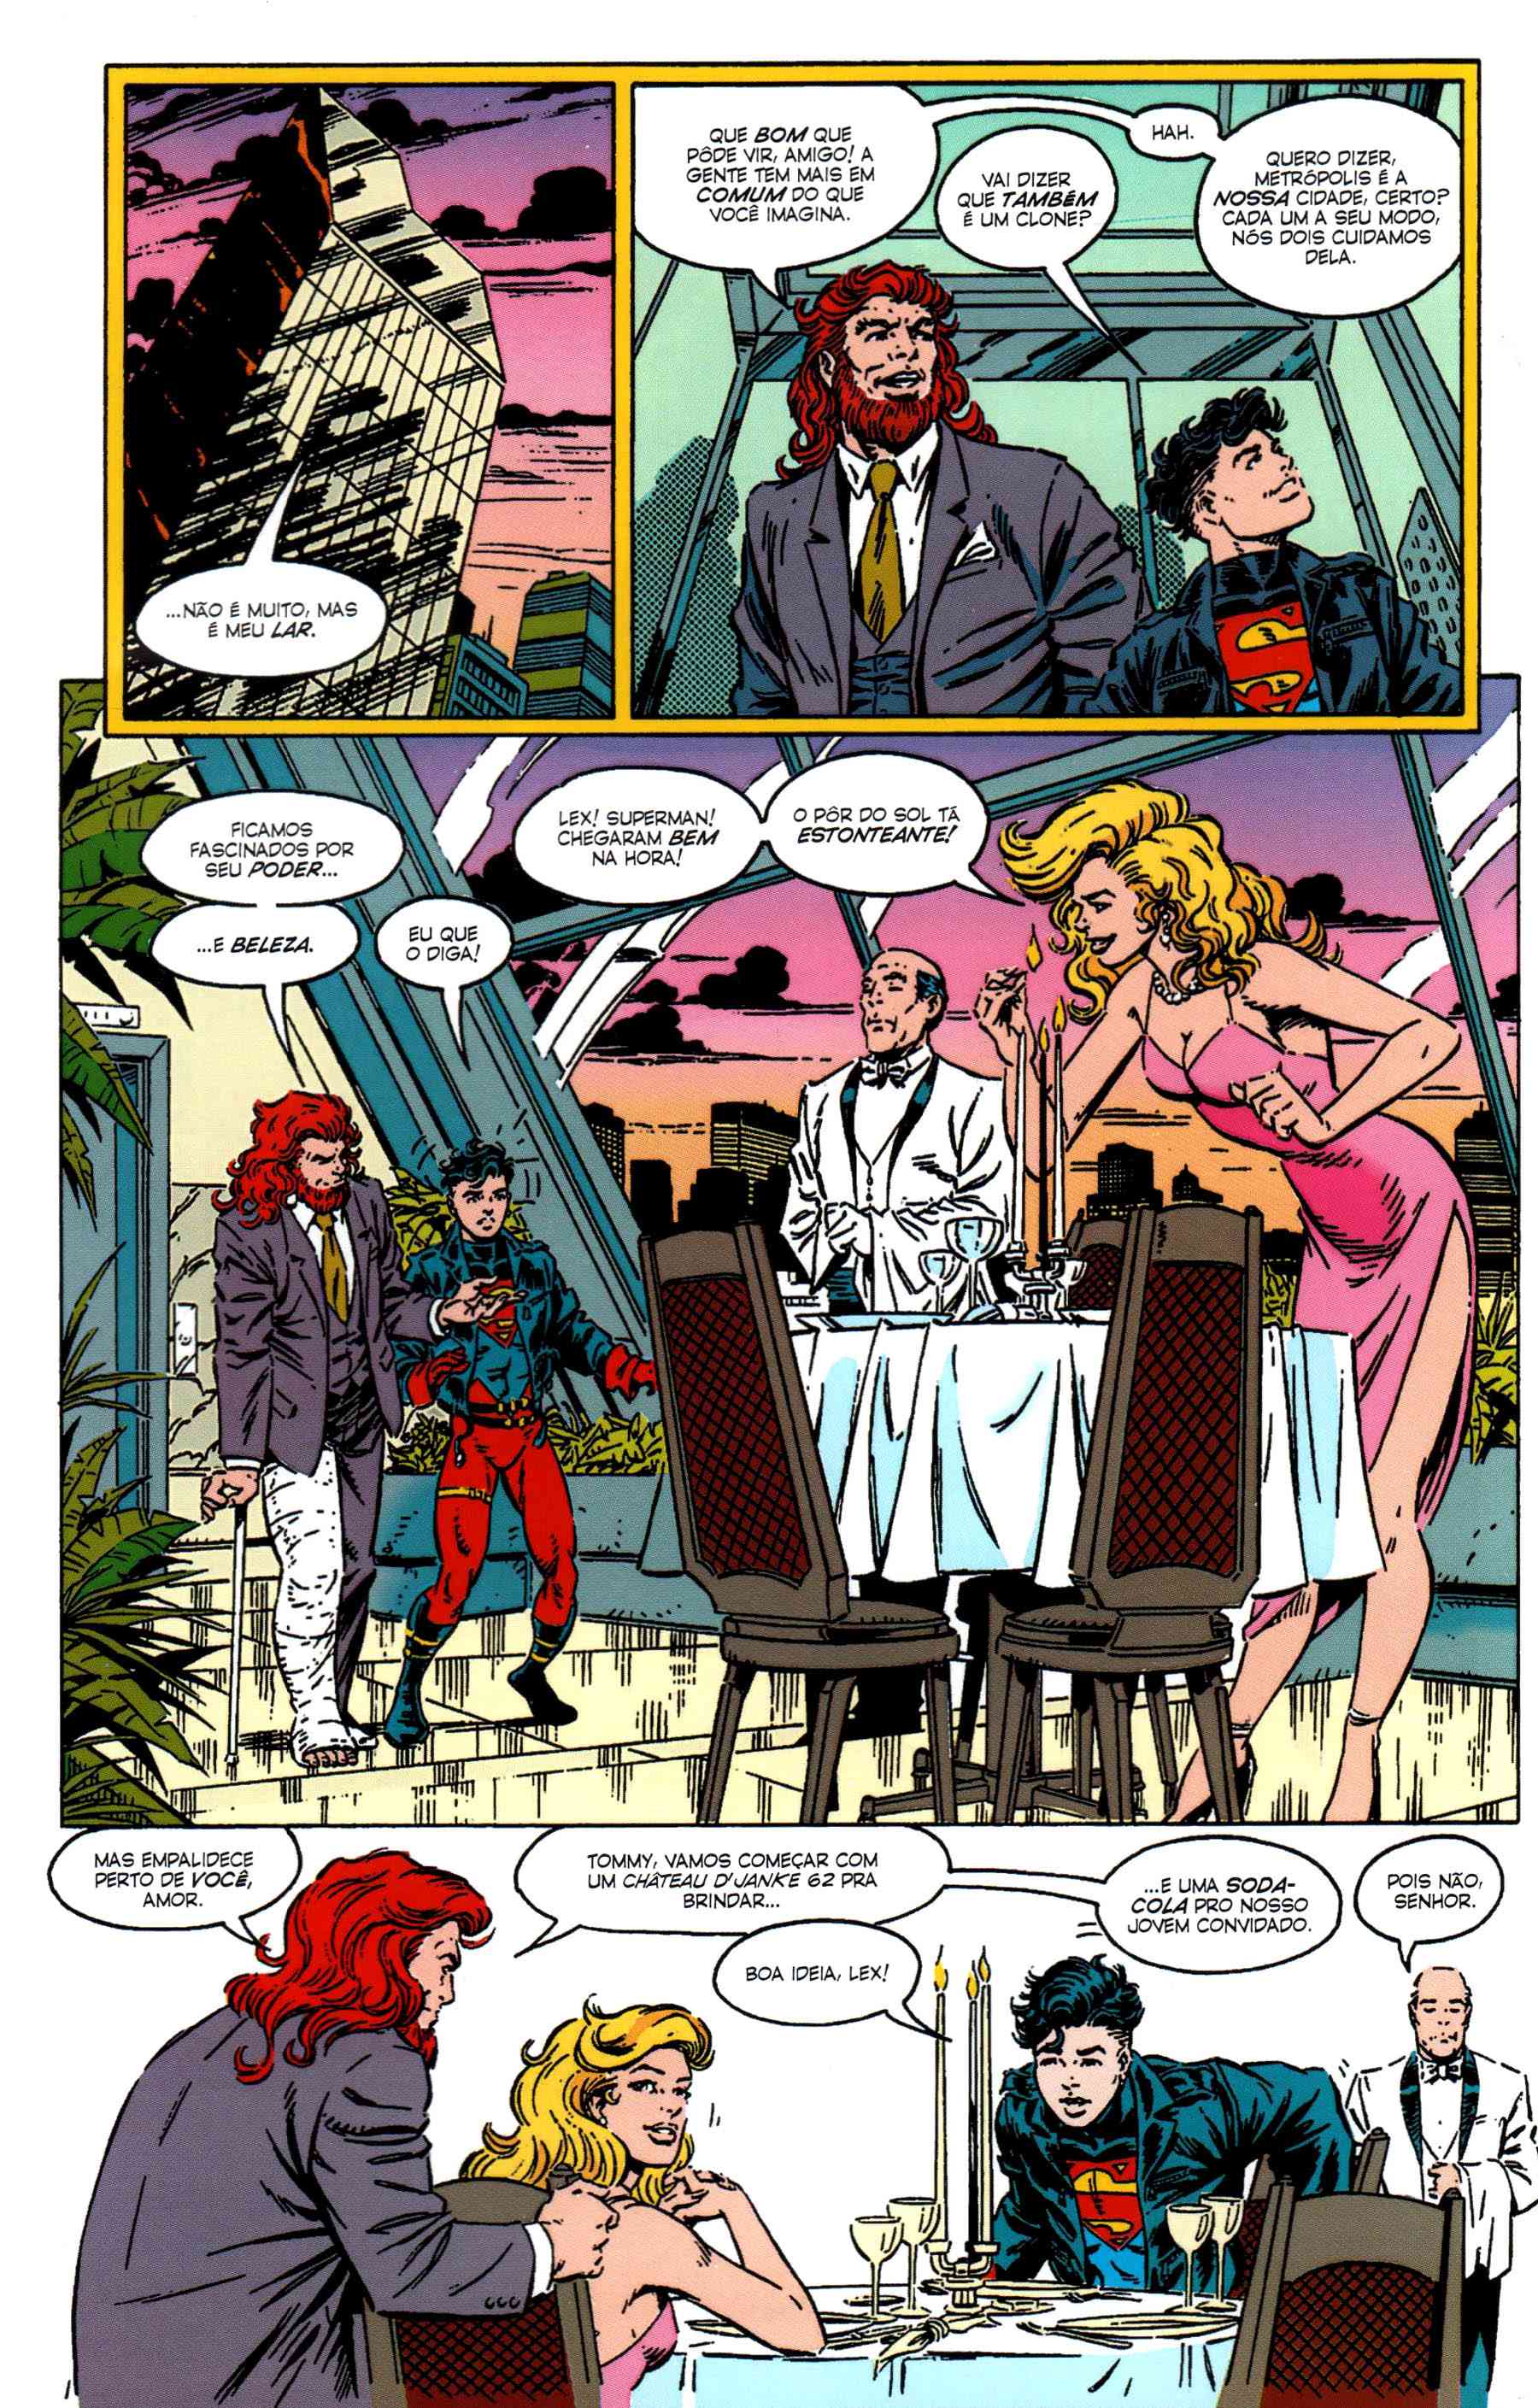 ...NÃO É MUITO, MAS
É MEU LAR.
QUE BOM QUE
PÔDE VIR, AMIGO! A
GENTE TEM MAIS EM
COMUM DO QUE
VOCÊ IMAGINA.
VAI DIZER
QUE TAMBÉM
É UM CLONE?
HAH.
QUERO DIZER,
METRÓPOLIS É A
NOSSA CIDADE, CERTO?
CADA UM A SEU MODO,
NÓS DOIS CUIDAMOS
DELA.
FICAMOS
FASCINADOS POR
SEU PODER...
...E BELEZA.
EU QUE
O DIGA!
LEX! SUPERMAN!
CHEGARAM BEM
NA HORA!
O PÔR DO SOL TÁ
ESTONTEANTE!
MAS EMPALIDECE
PERTO DE VOCÊ,
AMOR.
TOMMY, VAMOS COMEÇAR COM
UM CHÂTEAU D'JANKE 62 PRA
BRINDAR...
...E UMA SODA-
COLA PRO NOSSO
JOVEM CONVIDADO.
BOA IDEIA, LEX!
POIS NÃO,
SENHOR.